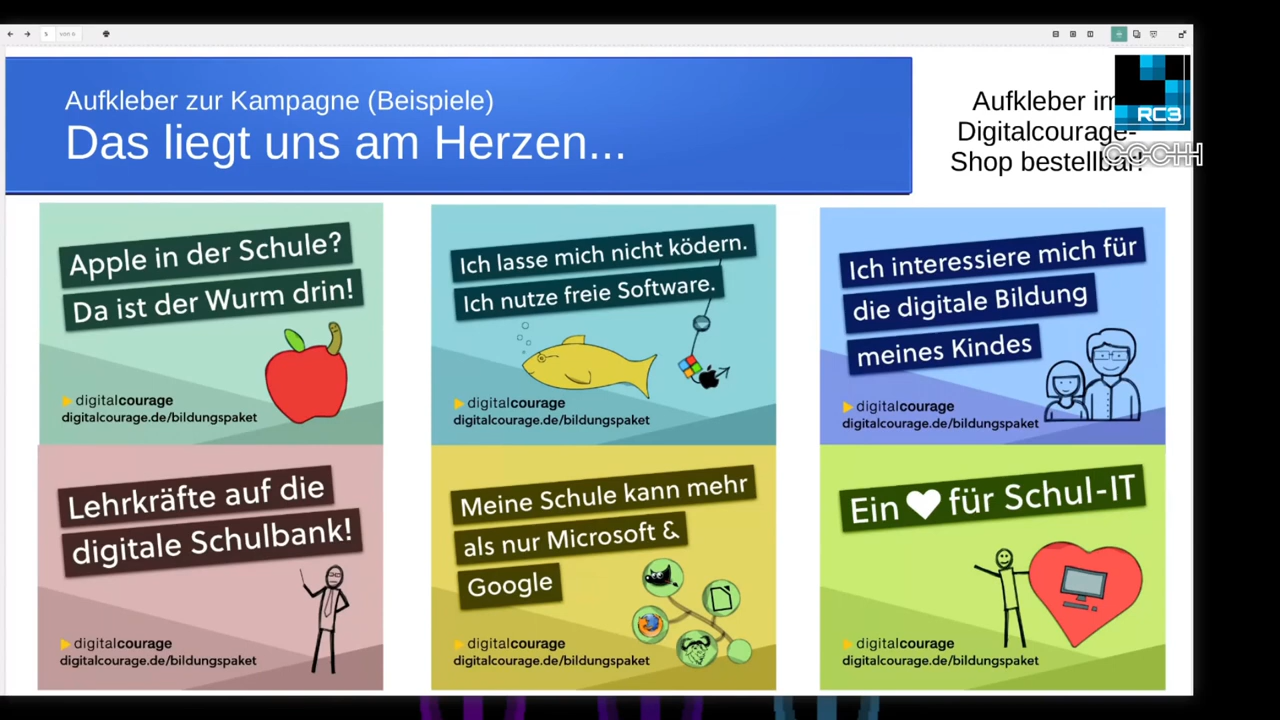 5 von 6
Aufkleber zur Kampagne (Beispiele)
Das liegt uns am Herzen...
Aufkleber im
Digitalcourage-
Shop bestellbar!
RC3
CCCHH
Apple in der Schule?
Da ist der Wurm drin!
digitalcourage
digitalcourage.de/bildungspaket
Ich lasse mich nicht ködern.
Ich nutze freie Software.
digitalcourage
digitalcourage.de/bildungspaket
Ich interessiere mich für
die digitale Bildung
meines Kindes
digitalcourage
digitalcourage.de/bildungspaket
Lehrkräfte auf die
digitale Schulbank!
digitalcourage
digitalcourage.de/bildungspaket
Meine Schule kann mehr
als nur Microsoft &
Google
digitalcourage
digitalcourage.de/bildungspaket
Ein ♥ für Schul-IT
digitalcourage
digitalcourage.de/bildungspaket